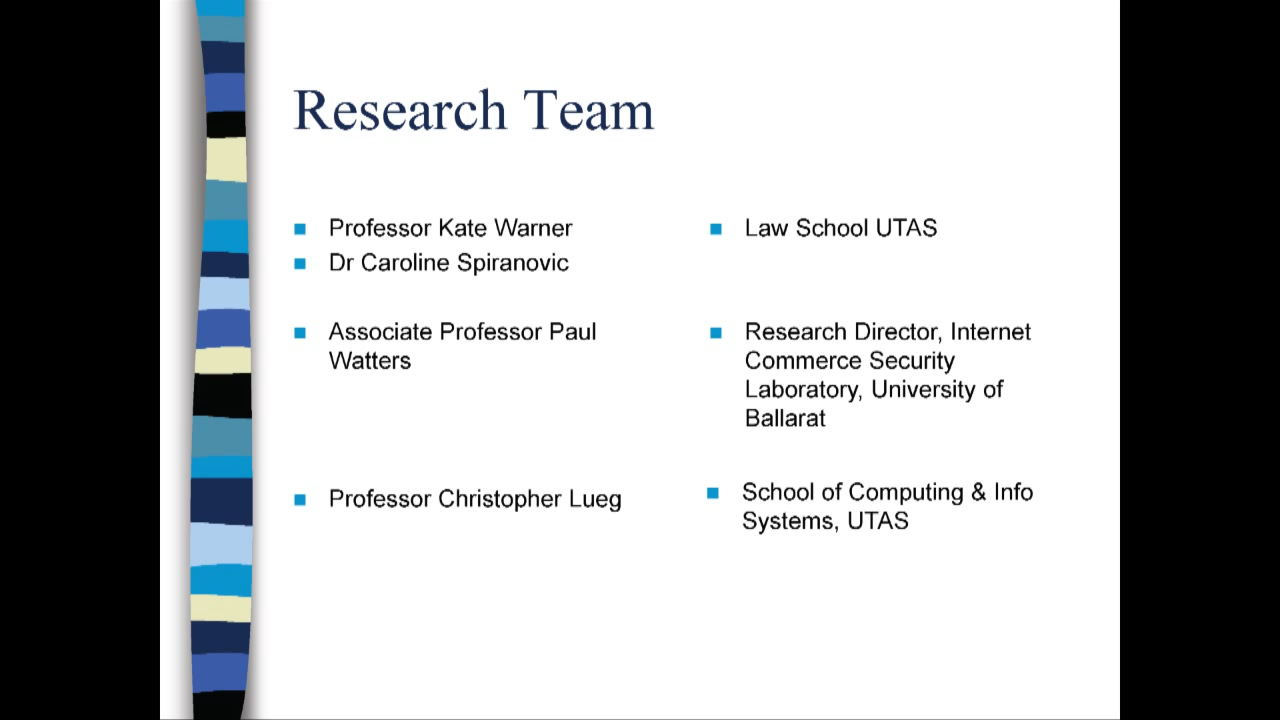 Research Team
Professor Kate Warner
Dr Caroline Spiranovic
Associate Professor Paul
Watters
Professor Christopher Lueg
Law School UTAS
Research Director, Internet
Commerce Security
Laboratory, University of
Ballarat
School of Computing & Info
Systems, UTAS